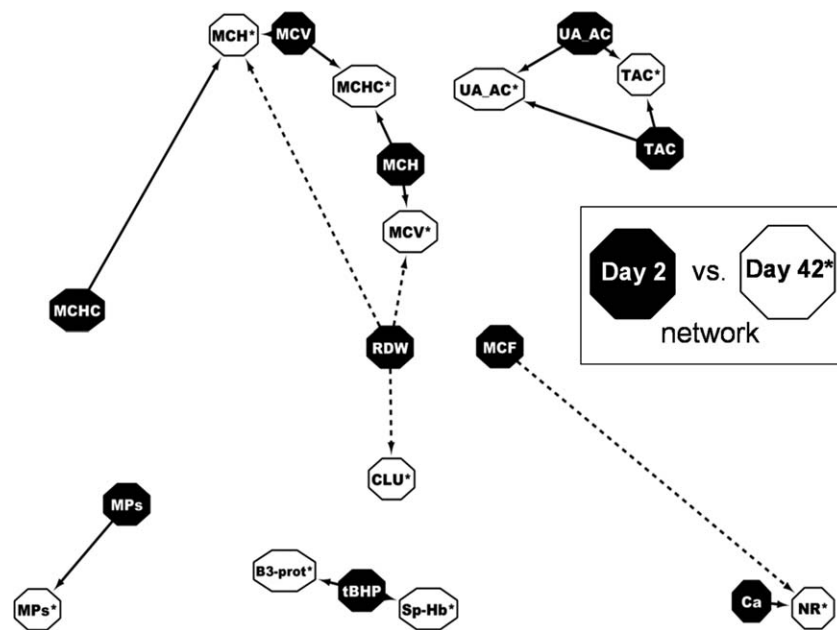 MCH*
MCV
UA_AC
MCHC*
UA_AC*
TAC*
TAC
MCH
MCV*
MCHC
RDW
MCF
Day 2 vs. Day 42*
network
CLU*
MPs
MPs*
B3-prot*
tBHP
Sp-Hb*
Ca
NR*